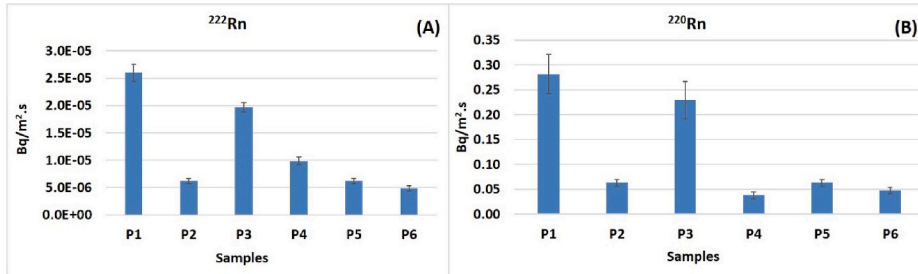 ²²²Rn
(A)
3.0E-05
2.5E-05
2.0E-05
1.5E-05
1.0E-05
5.0E-06
0.0E+00
Bq/m².s
P1 P2 P3 P4 P5 P6
Samples
²²⁰Rn
(B)
0.35
0.30
0.25
0.20
0.15
0.10
0.05
0.00
Bq/m².s
P1 P2 P3 P4 P5 P6
Samples